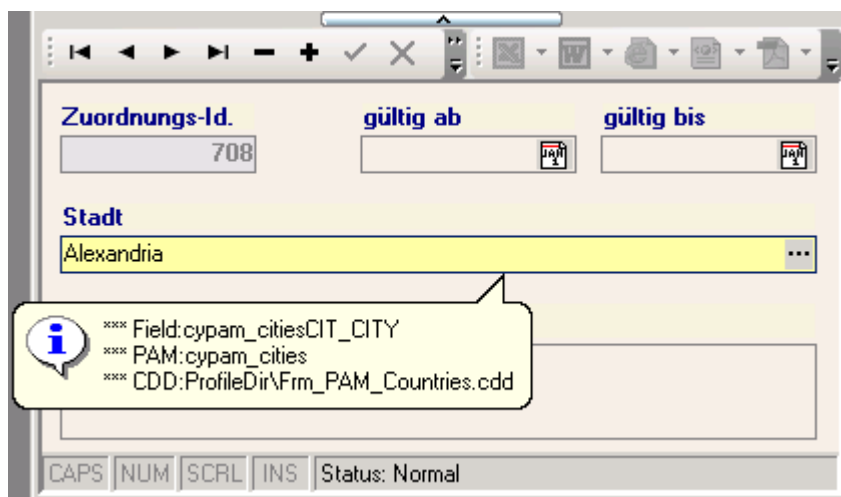 Zuordnungs-Id.
gültig ab
gültig bis
708
Stadt
Alexandria
*** Field:cypam_citiesCIT_CITY
*** PAM:cypam_cities
*** CDD:ProfileDir\Frm_PAM_Countries.cdd
CAPS NUM SCRL INS Status: Normal